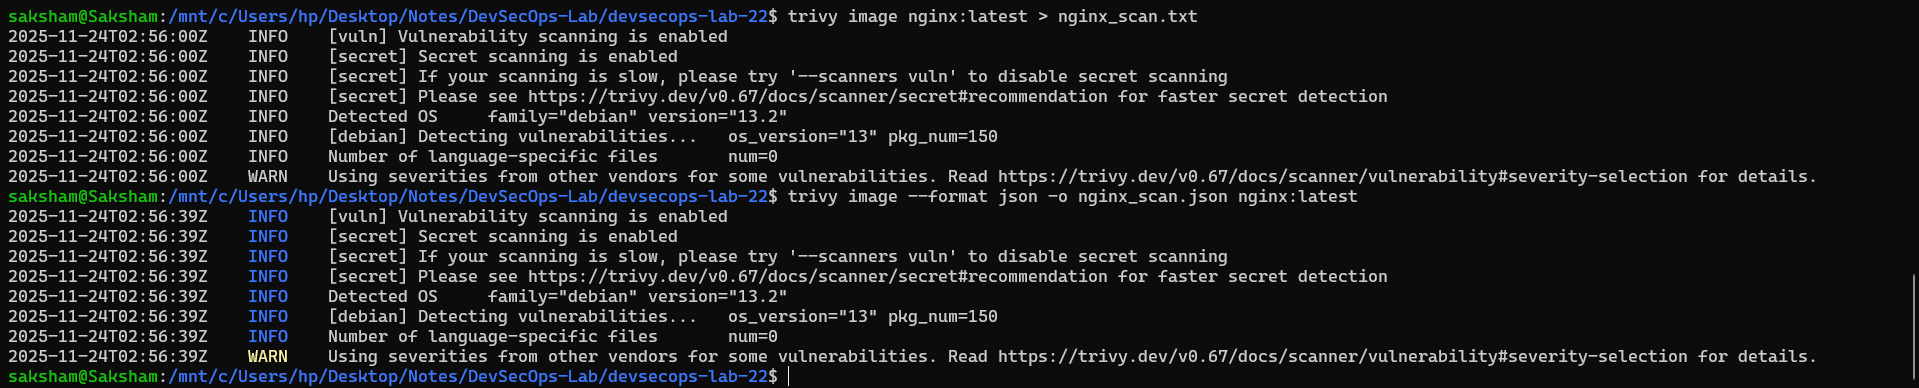 saksham@Saksham:/mnt/c/Users/hp/Desktop/Notes/DevSecOps-Lab/devsecops-lab-22$ trivy image nginx:latest > nginx_scan.txt
2025-11-24T02:56:00Z    INFO    [vuln] Vulnerability scanning is enabled
2025-11-24T02:56:00Z    INFO    [secret] Secret scanning is enabled
2025-11-24T02:56:00Z    INFO    [secret] If your scanning is slow, please try '--scanners vuln' to disable secret scanning
2025-11-24T02:56:00Z    INFO    [secret] Please see https://trivy.dev/v0.67/docs/scanner/secret#recommendation for faster secret detection
2025-11-24T02:56:00Z    INFO    Detected OS     family="debian" version="13.2"
2025-11-24T02:56:00Z    INFO    [debian] Detecting vulnerabilities...   os_version="13" pkg_num=150
2025-11-24T02:56:00Z    INFO    Number of language-specific files       num=0
2025-11-24T02:56:00Z    WARN    Using severities from other vendors for some vulnerabilities. Read https://trivy.dev/v0.67/docs/scanner/vulnerability#severity-selection for details.
saksham@Saksham:/mnt/c/Users/hp/Desktop/Notes/DevSecOps-Lab/devsecops-lab-22$ trivy image --format json -o nginx_scan.json nginx:latest
2025-11-24T02:56:39Z    INFO    [vuln] Vulnerability scanning is enabled
2025-11-24T02:56:39Z    INFO    [secret] Secret scanning is enabled
2025-11-24T02:56:39Z    INFO    [secret] If your scanning is slow, please try '--scanners vuln' to disable secret scanning
2025-11-24T02:56:39Z    INFO    [secret] Please see https://trivy.dev/v0.67/docs/scanner/secret#recommendation for faster secret detection
2025-11-24T02:56:39Z    INFO    Detected OS     family="debian" version="13.2"
2025-11-24T02:56:39Z    INFO    [debian] Detecting vulnerabilities...   os_version="13" pkg_num=150
2025-11-24T02:56:39Z    INFO    Number of language-specific files       num=0
2025-11-24T02:56:39Z    WARN    Using severities from other vendors for some vulnerabilities. Read https://trivy.dev/v0.67/docs/scanner/vulnerability#severity-selection for details.
saksham@Saksham:/mnt/c/Users/hp/Desktop/Notes/DevSecOps-Lab/devsecops-lab-22$